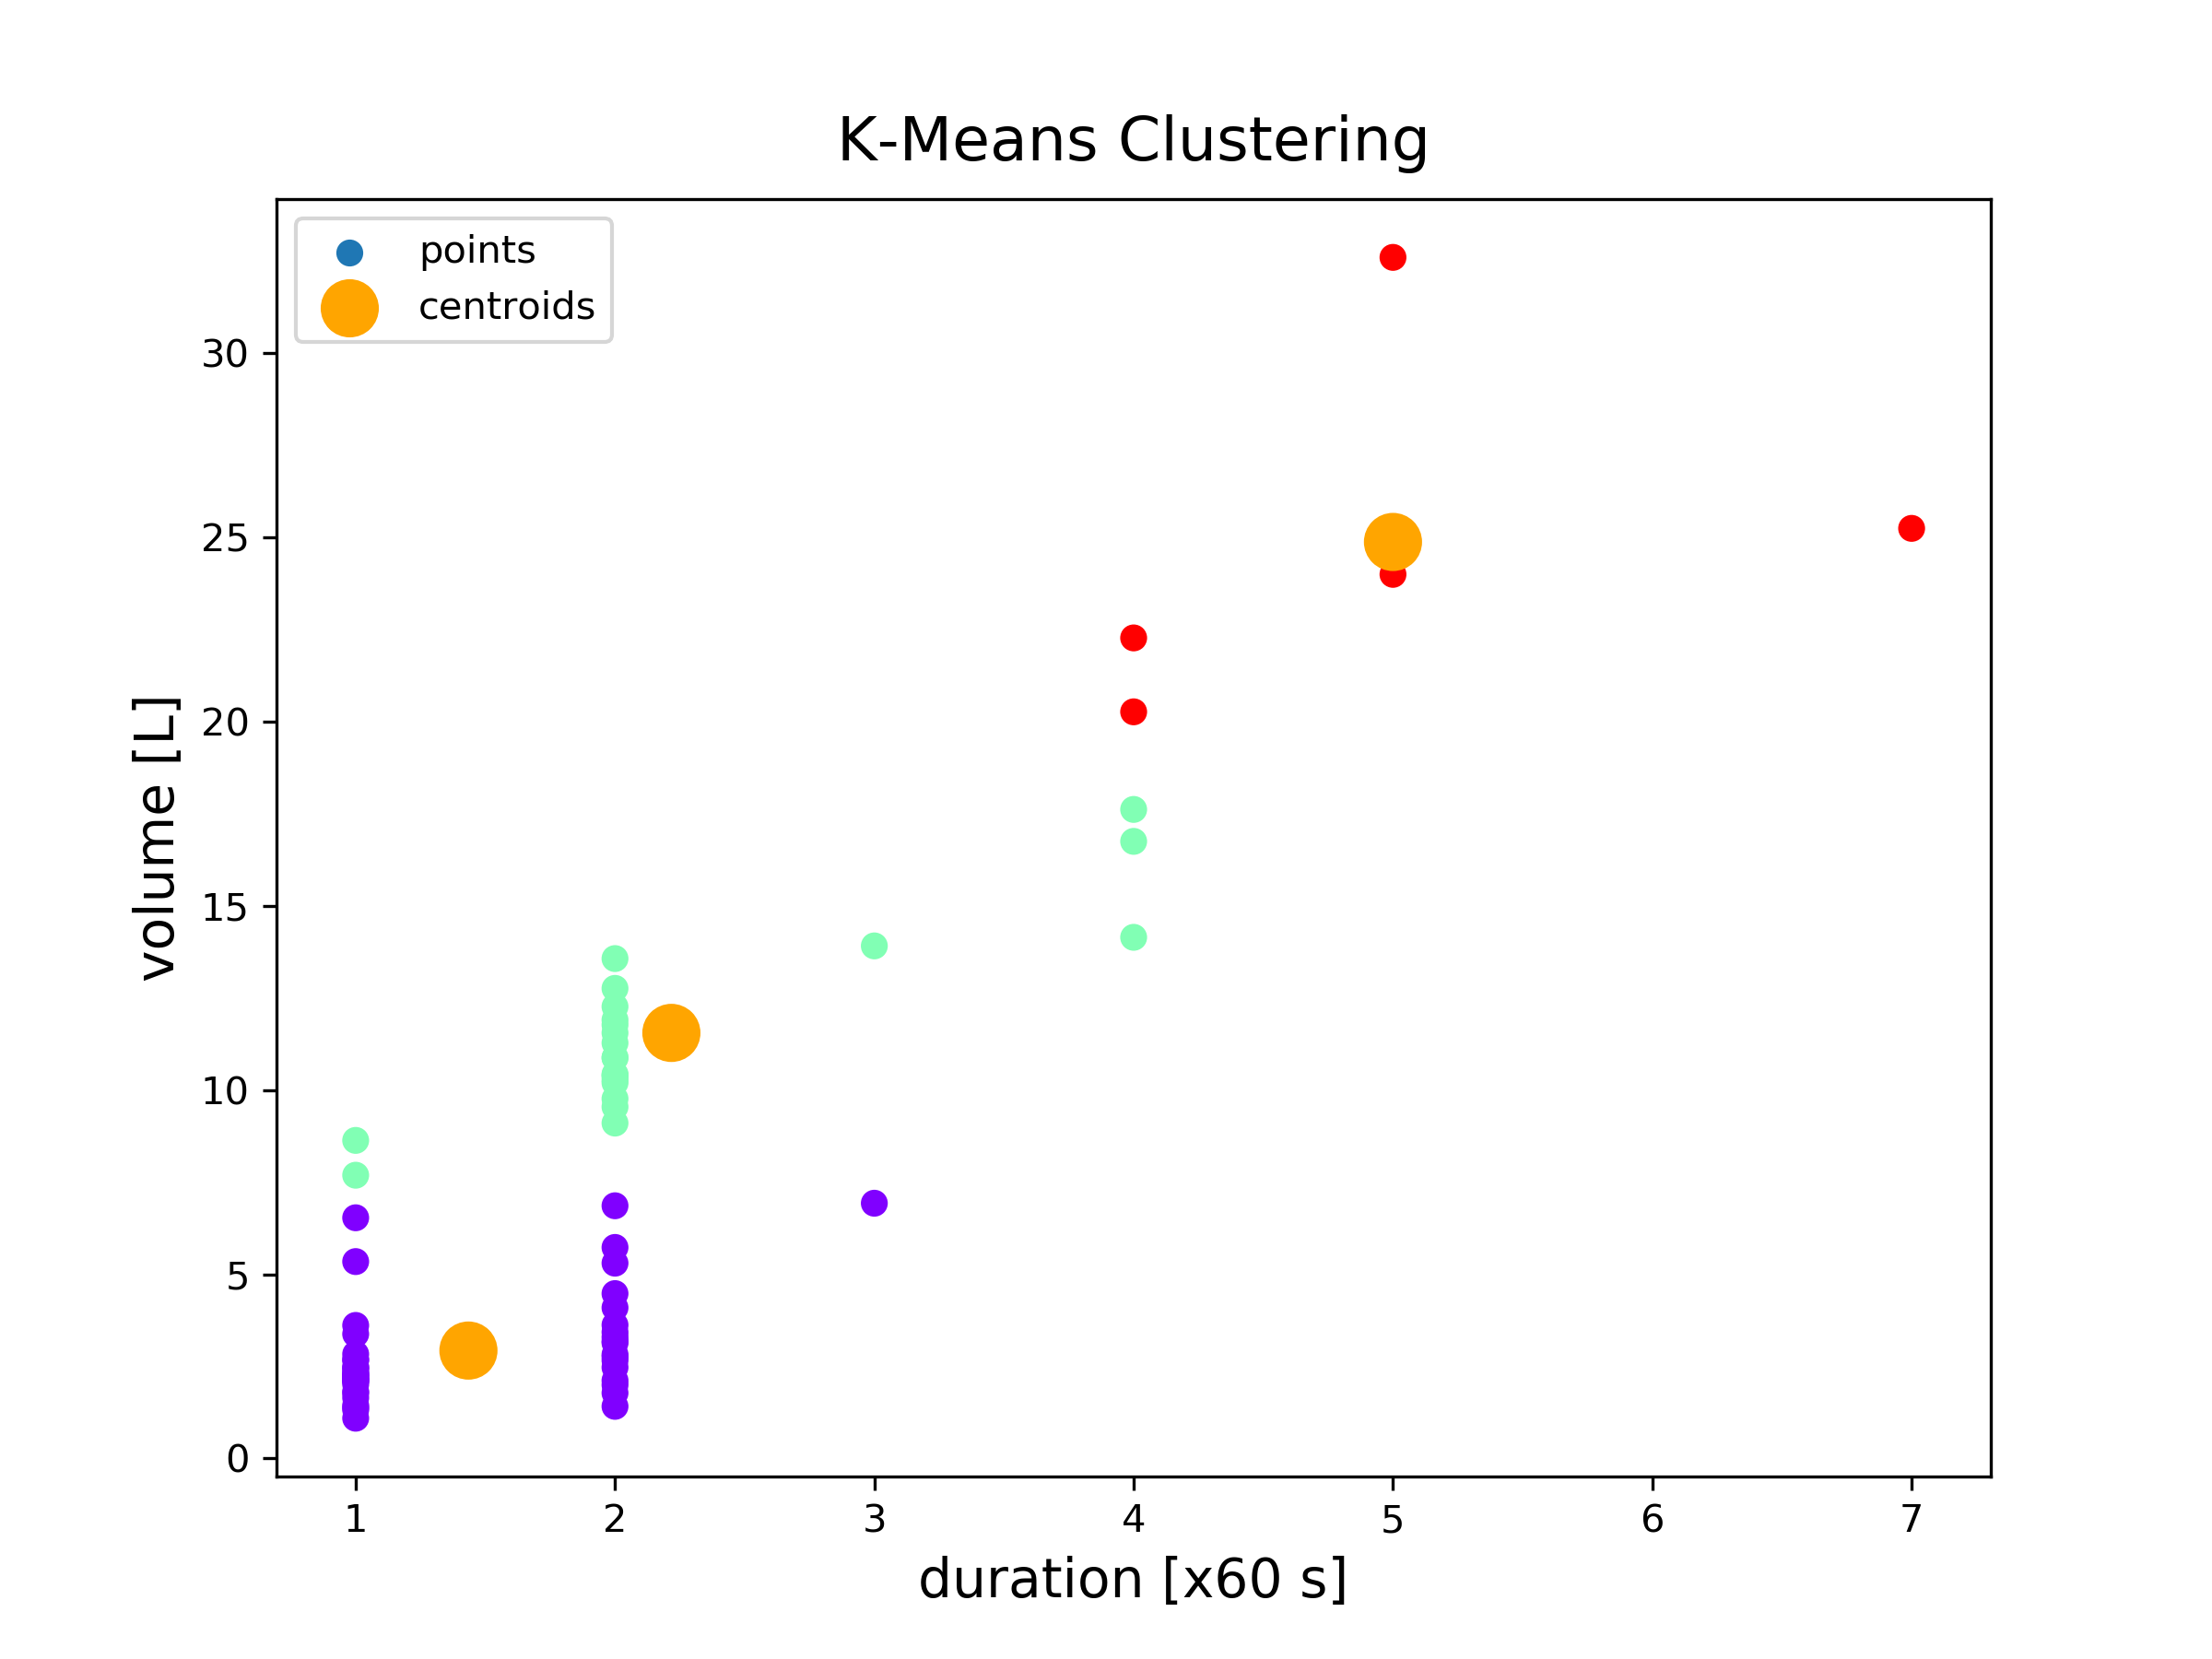 K-Means Clustering
points
centroids
30
25
20
15
10
5
0
volume [L]
1 2 3 4 5 6 7
duration [x60 s]